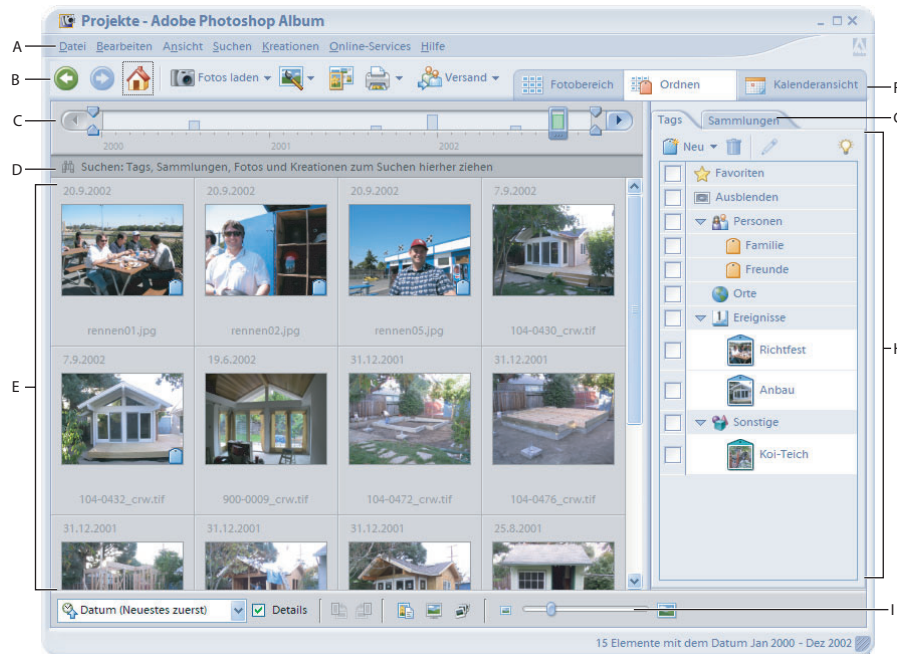 Projekte - Adobe Photoshop Album
A
Datei Bearbeiten Ansicht Suchen Kreationen Online-Services Hilfe
B
Fotos laden
Versand
Fotobereich
Ordnen
Kalenderansicht
C
2000
2001
2002
Tags
Sammlungen
D
Suchen: Tags, Sammlungen, Fotos und Kreationen zum Suchen hierher ziehen
Neu
20.9.2002
20.9.2002
20.9.2002
7.9.2002
rennen01.jpg
rennen02.jpg
rennen05.jpg
104-0430_crw.tif
E
7.9.2002
19.6.2002
31.12.2001
31.12.2001
104-0432_crw.tif
900-0009_crw.tif
104-0472_crw.tif
104-0476_crw.tif
31.12.2001
31.12.2001
31.12.2001
25.8.2001
Favoriten
Ausblenden
Personen
Familie
Freunde
Orte
Ereignisse
Richtfest
Anbau
Sonstige
Koi-Teich
Datum (Neuestes zuerst)
Details
I
15 Elemente mit dem Datum Jan 2000 - Dez 2002